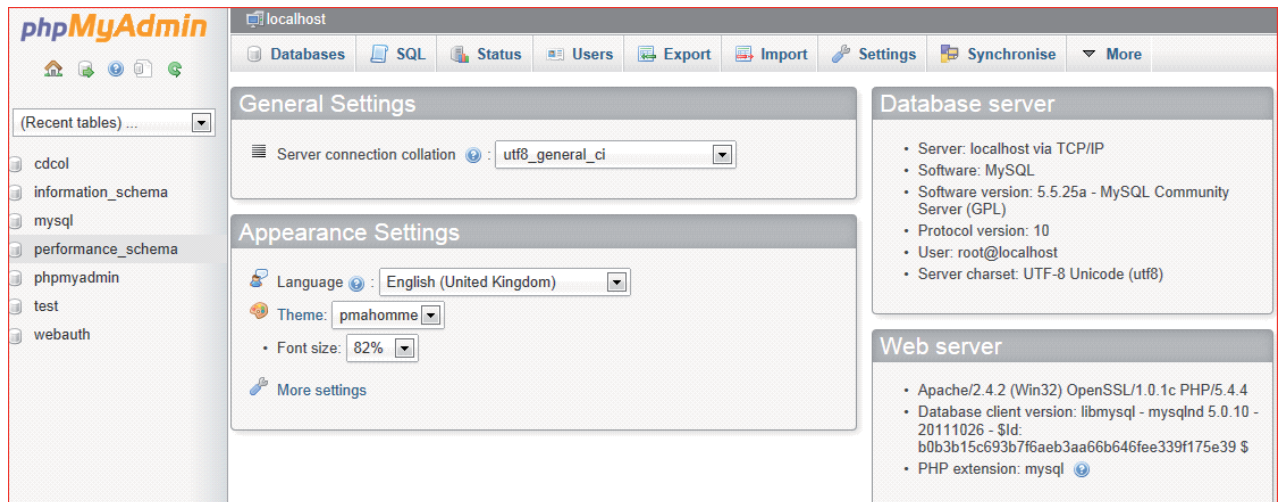 phpMyAdmin
(Recent tables) ...
cdcol
information_schema
mysql
performance_schema
phpmyadmin
test
webauth
localhost
Databases SQL Status Users Export Import Settings Synchronise More
General Settings
Server connection collation : utf8_general_ci
Appearance Settings
Language : English (United Kingdom)
Theme: pmahomme
• Font size: 82%
More settings
Database server
• Server: localhost via TCP/IP
• Software: MySQL
• Software version: 5.5.25a - MySQL Community
Server (GPL)
• Protocol version: 10
• User: root@localhost
• Server charset: UTF-8 Unicode (utf8)
Web server
• Apache/2.4.2 (Win32) OpenSSL/1.0.1c PHP/5.4.4
• Database client version: libmysql - mysqlnd 5.0.10 -
20111026 - $Id:
b0b3b15c693b7f6aeb3aa66b646fee339f175e39 $
• PHP extension: mysql